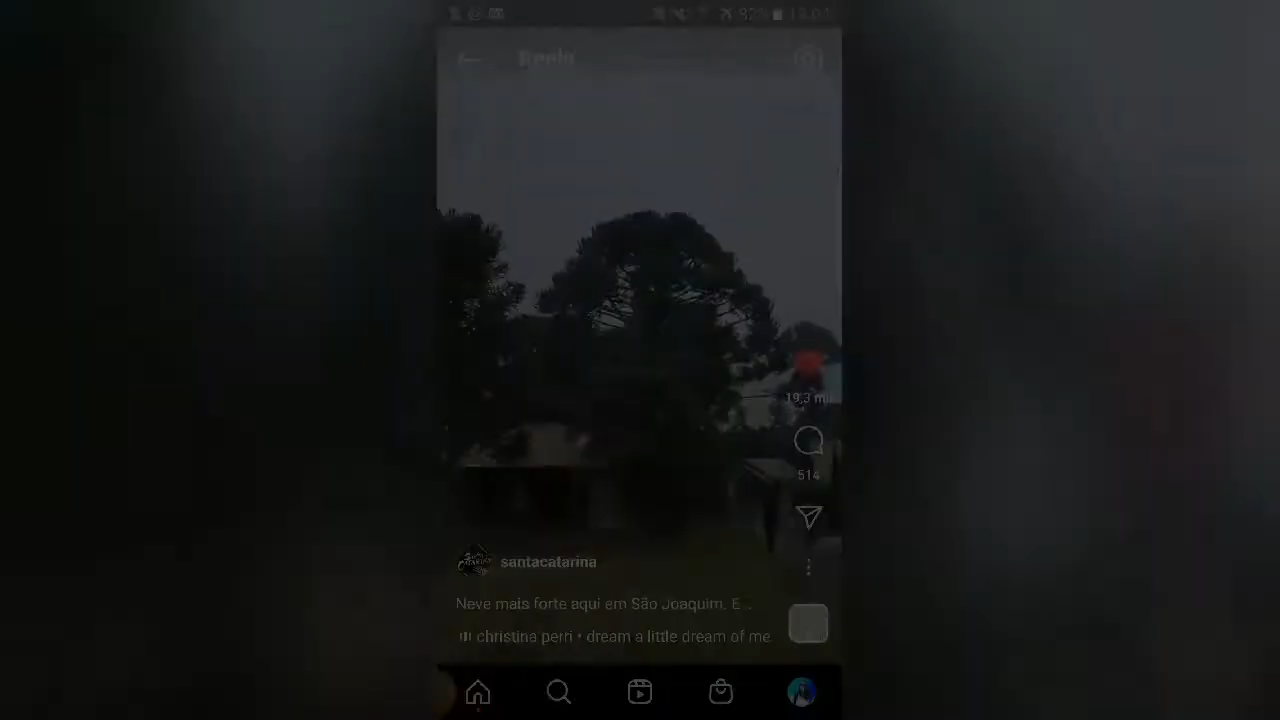 92%
Reels
19,3 mil
514
santacatarina
Neve mais forte aqui em São Joaquim. E...
christina perri • dream a little dream of me